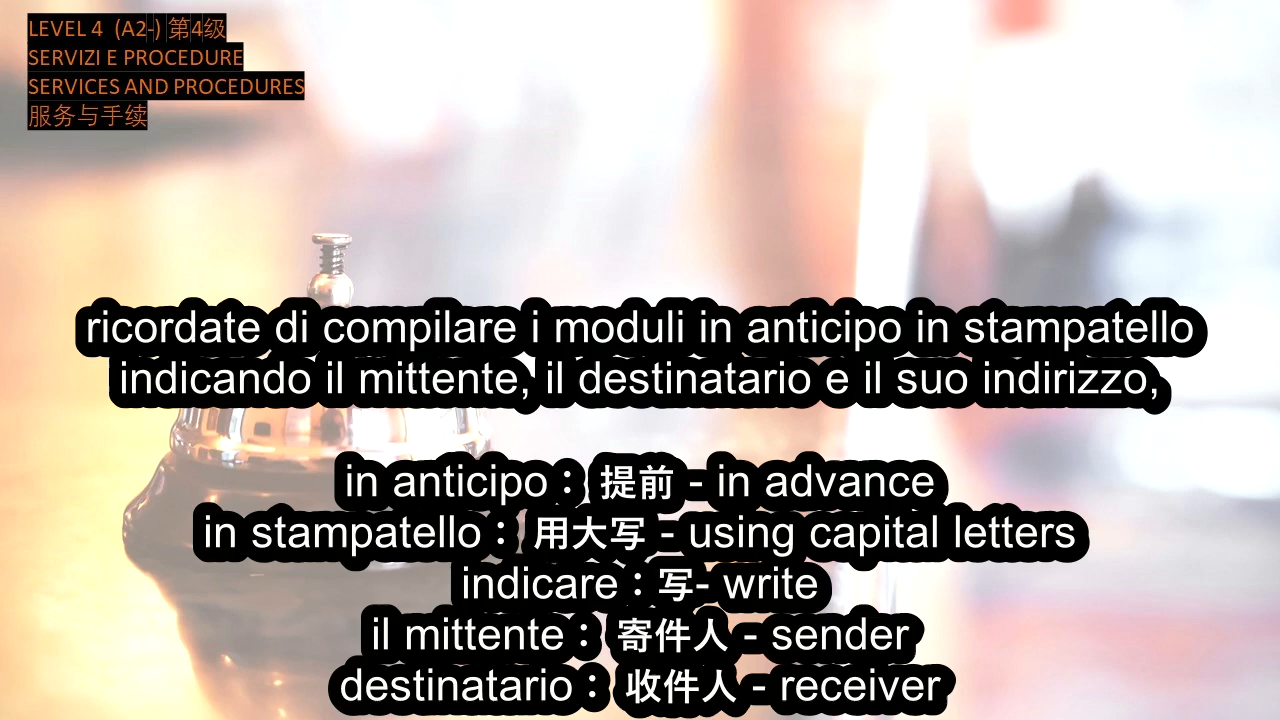 LEVEL 4 (A2-) 第4级
SERVIZI E PROCEDURE
SERVICES AND PROCEDURES
服务与手续
ricordate di compilare i moduli in anticipo in stampatello
indicando il mittente, il destinatario e il suo indirizzo,
in anticipo：提前 - in advance
in stampatello：用大写 - using capital letters
indicare：写- write
il mittente：寄件人 - sender
destinatario：收件人 - receiver